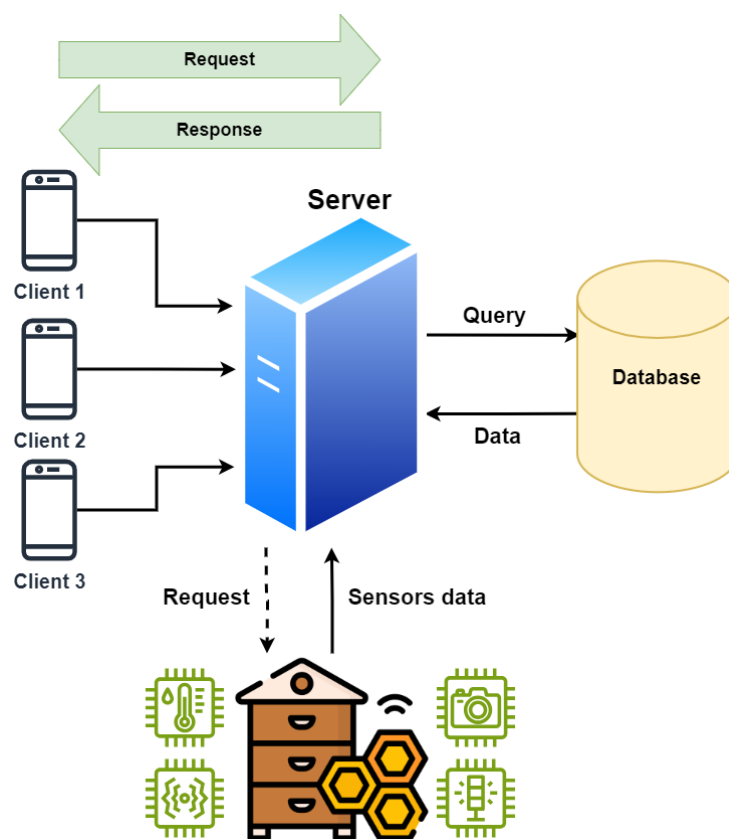 Request
Response
Server
Client 1
Query
Database
Client 2
Data
Client 3
Request
Sensors data